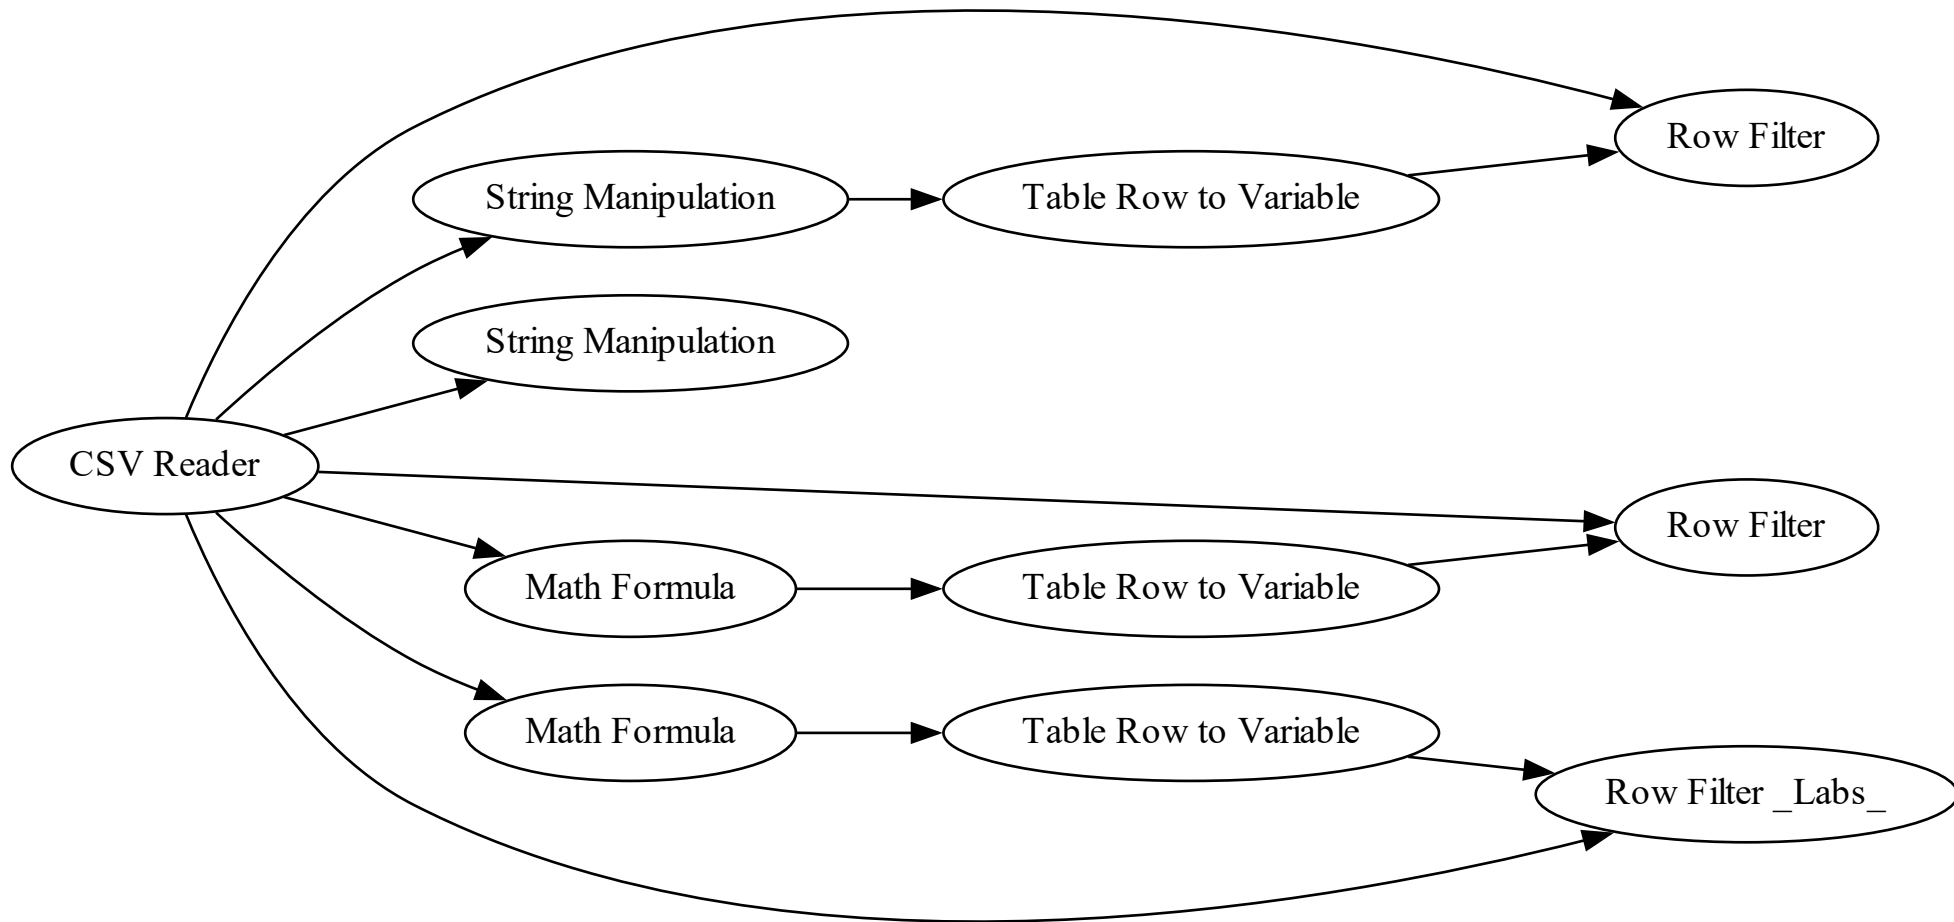 Row Filter
String Manipulation
Table Row to Variable
String Manipulation
CSV Reader
Row Filter
Math Formula
Table Row to Variable
Math Formula
Table Row to Variable
Row Filter _Labs_